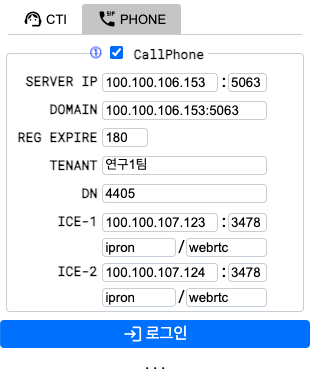 CTI SIP PHONE
① CallPhone
SERVER IP 100.100.106.153 : 5063
DOMAIN 100.100.106.153:5063
REG EXPIRE 180
TENANT 연구1팀
DN 4405
ICE-1 100.100.107.123 : 3478
ipron / webrtc
ICE-2 100.100.107.124 : 3478
ipron / webrtc
로그인
...